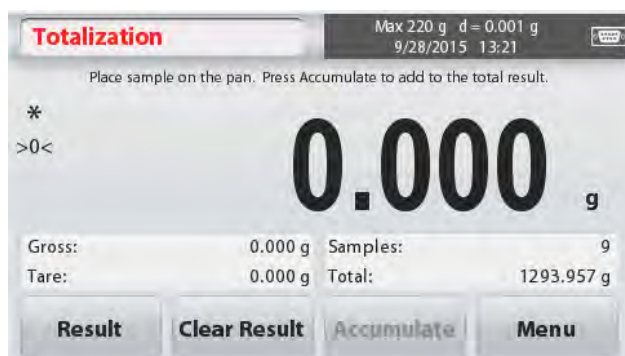 Totalization
Max 220 g d = 0.001 g
9/28/2015 13:21
Place sample on the pan. Press Accumulate to add to the total result.
*
>0<
0.000 g
Gross: 0.000 g Samples: 9
Tare: 0.000 g Total: 1293.957 g
Result Clear Result Accumulate Menu